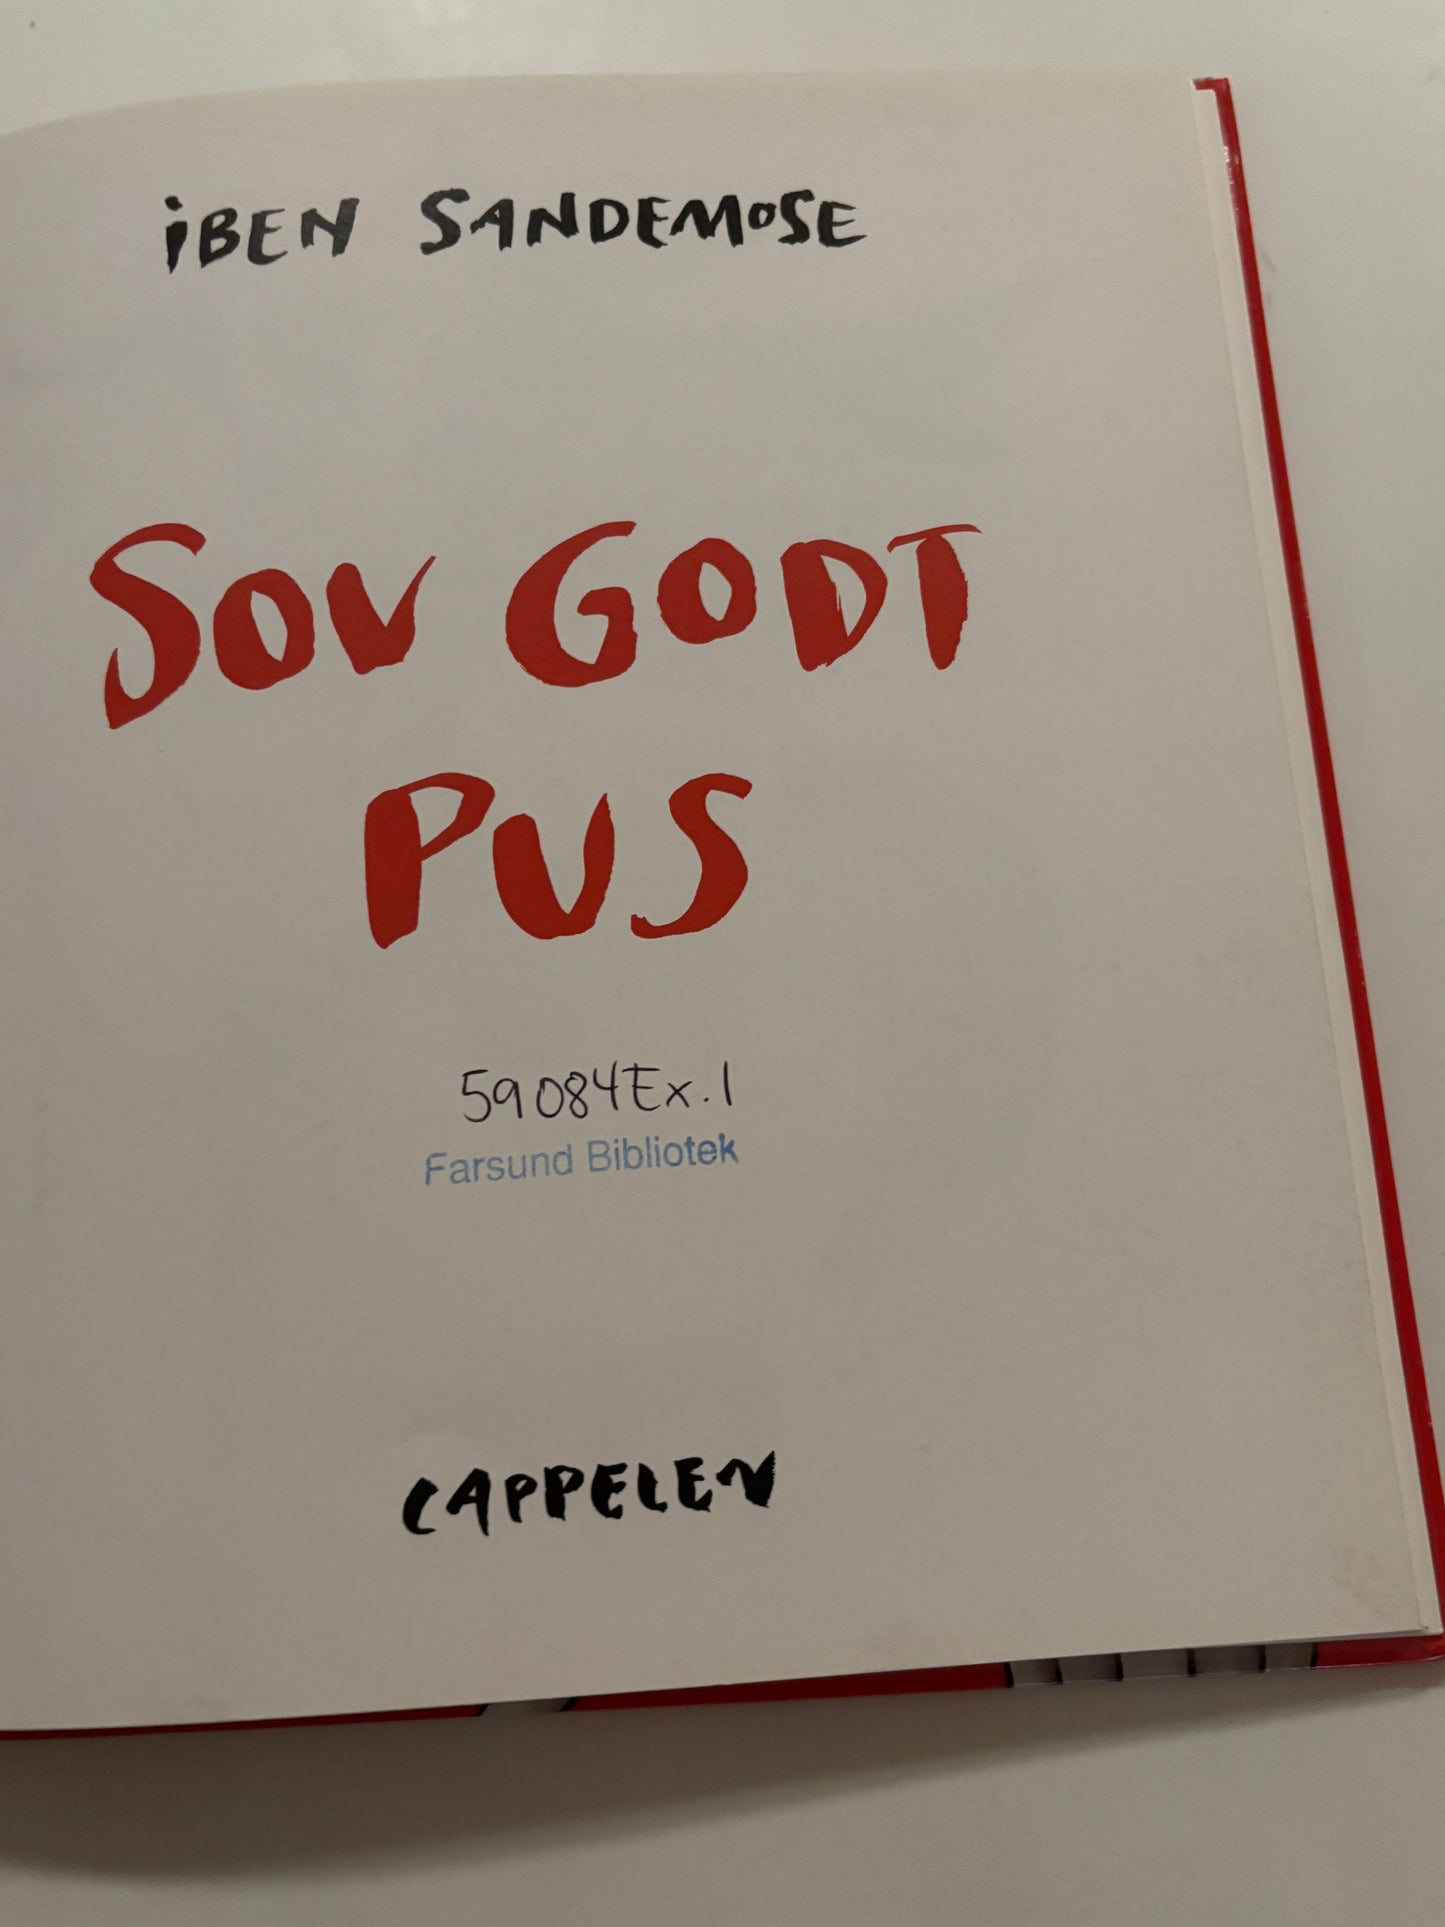 iBEN SANDEMOSE
SOV GODT
PUS
59084Ex.1
Farsund Bibliotek
CAPPELEN